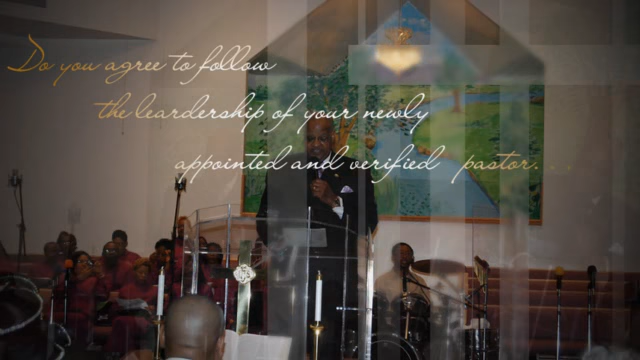 Do you agree to follow
the leardership of your newly
appointed and verified pastor. . .